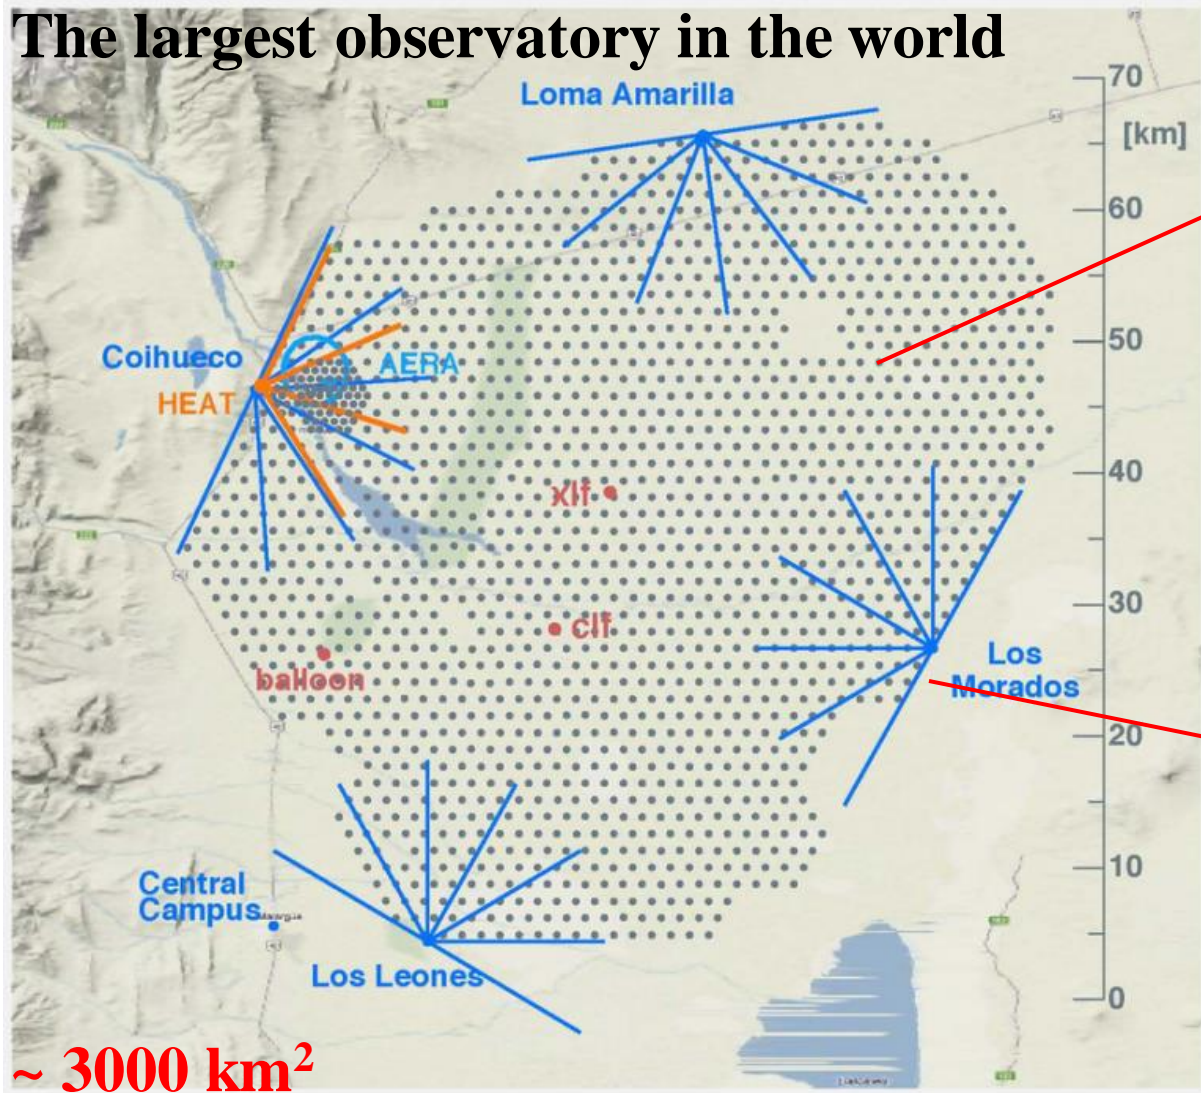 The largest observatory in the world
Loma Amarilla
70
[km]
60
50
Coihueco
AERA
HEAT
40
xlf
30
clf
Los
Morados
balloon
20
10
Central
Campus
Malargüe
Los Leones
0
~ 3000 km²